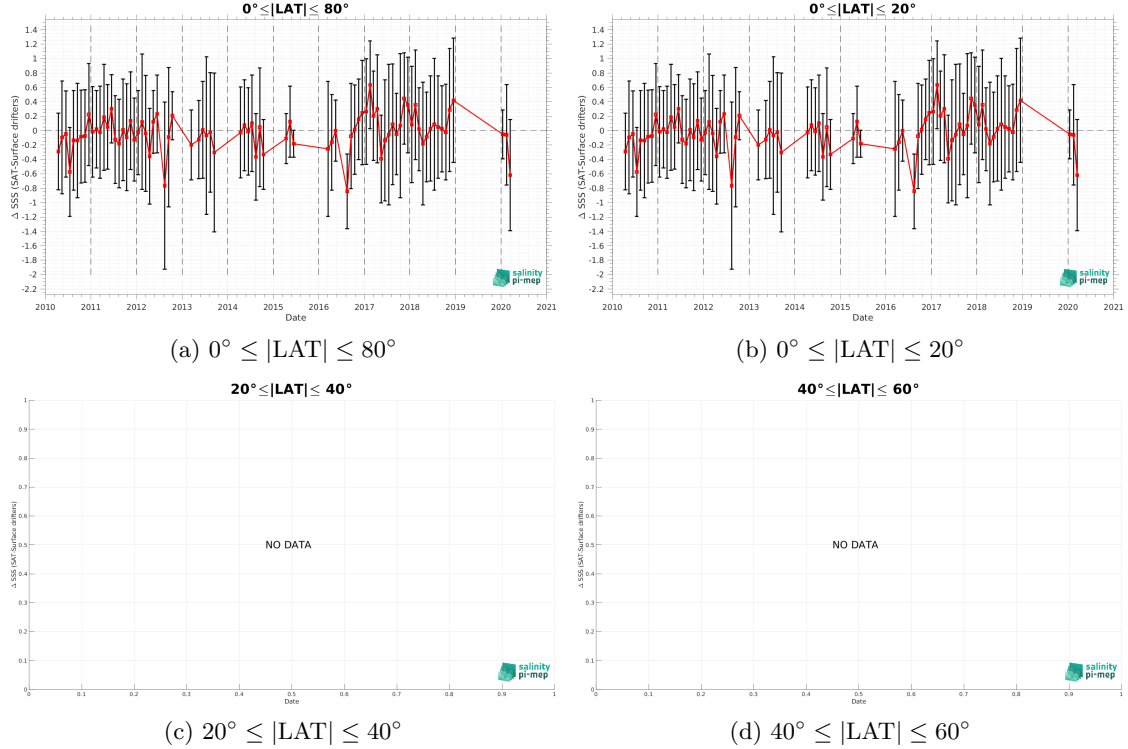 0°≤|LAT|≤ 80°
Δ SSS (SAT-Surface drifters)
1.4
1.2
1
0.8
0.6
0.4
0.2
0
-0.2
-0.4
-0.6
-0.8
-1
-1.2
-1.4
-1.6
-1.8
-2
-2.2
2010 2011 2012 2013 2014 2015 2016 2017 2018 2019 2020 2021
Date
salinity
pi-mep
(a) 0° ≤ |LAT| ≤ 80°
0°≤|LAT|≤ 20°
Δ SSS (SAT-Surface drifters)
1.4
1.2
1
0.8
0.6
0.4
0.2
0
-0.2
-0.4
-0.6
-0.8
-1
-1.2
-1.4
-1.6
-1.8
-2
-2.2
2010 2011 2012 2013 2014 2015 2016 2017 2018 2019 2020 2021
Date
salinity
pi-mep
(b) 0° ≤ |LAT| ≤ 20°
20°≤|LAT|≤ 40°
Δ SSS (SAT-Surface drifters)
1
0.9
0.8
0.7
0.6
0.5
0.4
0.3
0.2
0.1
0
NO DATA
0 0.1 0.2 0.3 0.4 0.5 0.6 0.7 0.8 0.9 1
Date
salinity
pi-mep
(c) 20° ≤ |LAT| ≤ 40°
40°≤|LAT|≤ 60°
Δ SSS (SAT-Surface drifters)
1
0.9
0.8
0.7
0.6
0.5
0.4
0.3
0.2
0.1
0
NO DATA
0 0.1 0.2 0.3 0.4 0.5 0.6 0.7 0.8 0.9 1
Date
salinity
pi-mep
(d) 40° ≤ |LAT| ≤ 60°